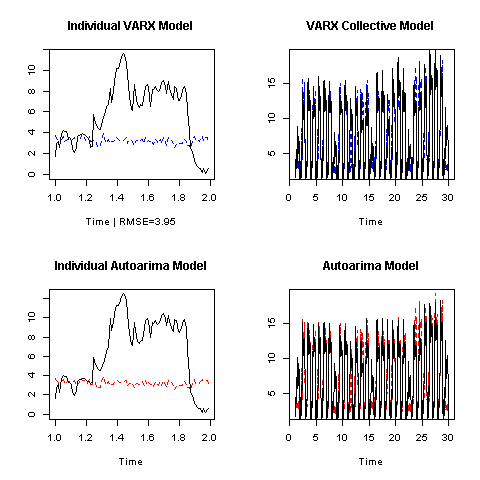 Individual VARX Model
VARX Collective Model
0 2 4 6 8 10
1.0 1.2 1.4 1.6 1.8 2.0
Time | RMSE=3.95
5 10 15
0 5 10 15 20 25 30
Time
Individual Autoarima Model
Autoarima Model
0 2 4 6 8 10
1.0 1.2 1.4 1.6 1.8 2.0
Time
5 10 15
0 5 10 15 20 25 30
Time